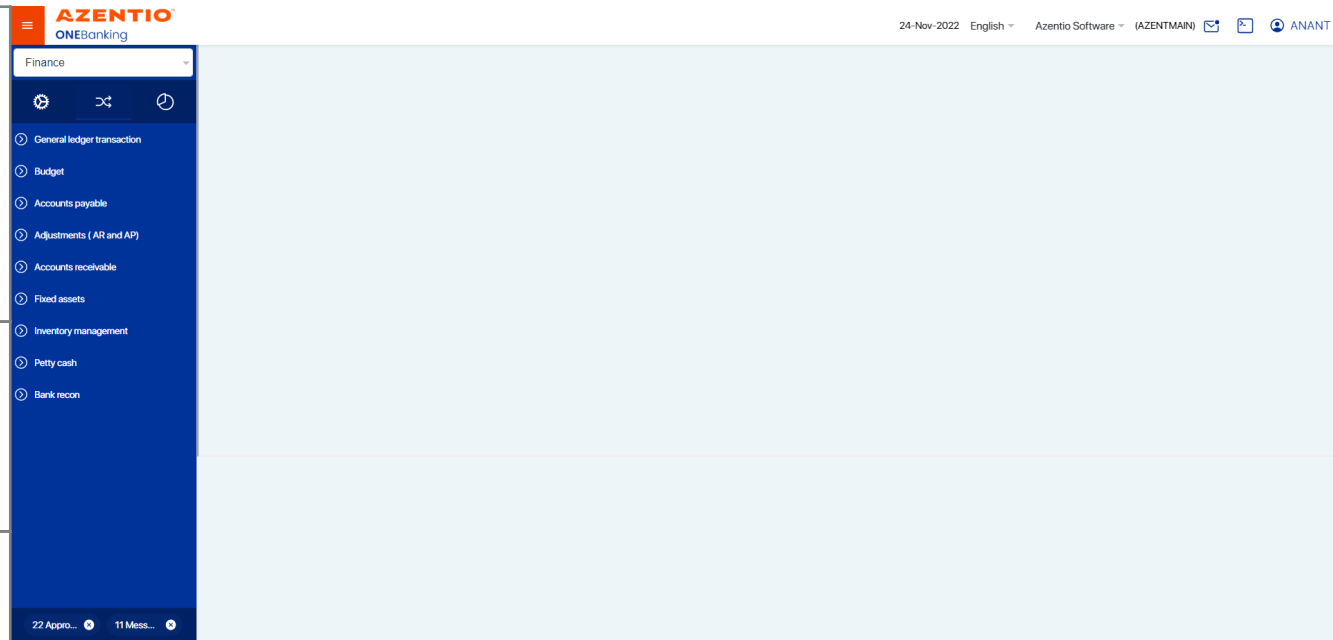 AZENTIO™
ONEBanking
24-Nov-2022 English Azentio Software (AZENTMAIN) ANANT
Finance
General ledger transaction
Budget
Accounts payable
Adjustments ( AR and AP)
Accounts receivable
Fixed assets
Inventory management
Petty cash
Bank recon
22 Appro... 11 Mess...